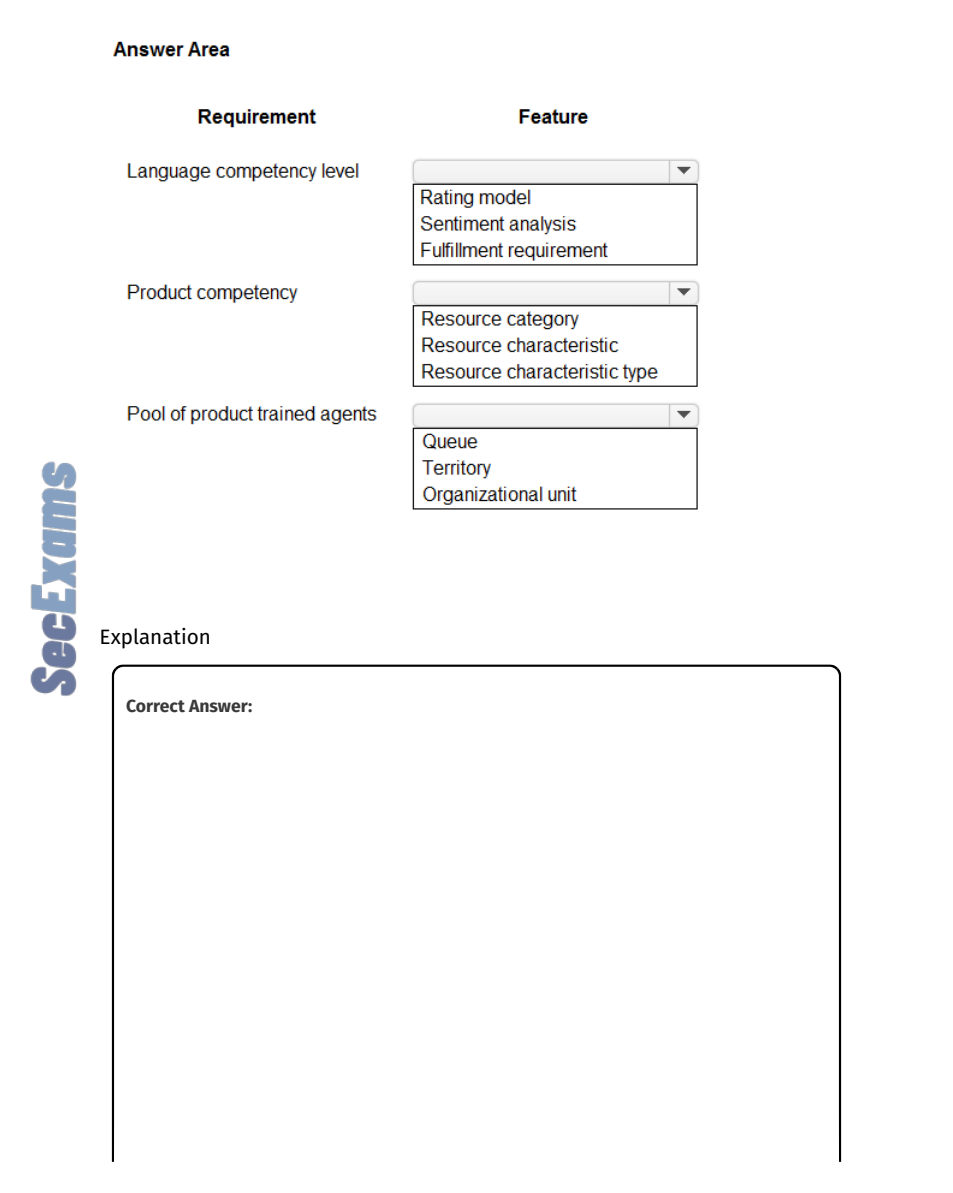 Answer Area
Requirement Feature
Language competency level
Rating model
Sentiment analysis
Fulfillment requirement
Product competency
Resource category
Resource characteristic
Resource characteristic type
Pool of product trained agents
Queue
Territory
Organizational unit
SecExams
Explanation
Correct Answer: